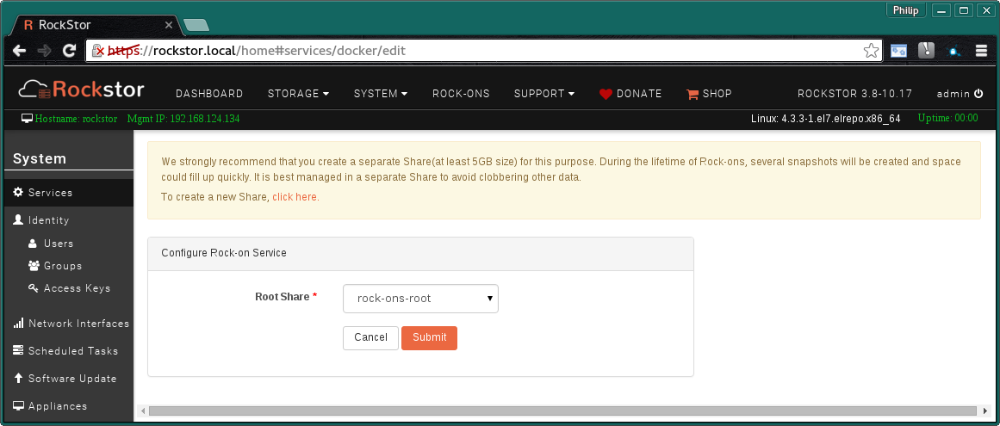 Philip
RockStor
https://rockstor.local/home#services/docker/edit
Rockstor
DASHBOARD STORAGE SYSTEM ROCK-ONS SUPPORT DONATE SHOP ROCKSTOR 3.8-10.17 admin
Hostname: rockstor Mgmt IP: 192.168.124.134 Linux: 4.3.3-1.el7.elrepo.x86_64 Uptime: 00:00
System
Services
Identity
Users
Groups
Access Keys
Network Interfaces
Scheduled Tasks
Software Update
Appliances
We strongly recommend that you create a separate Share(at least 5GB size) for this purpose. During the lifetime of Rock-ons, several snapshots will be created and space
could fill up quickly. It is best managed in a separate Share to avoid clobbering other data.
To create a new Share, click here.
Configure Rock-on Service
Root Share * rock-ons-root
Cancel Submit